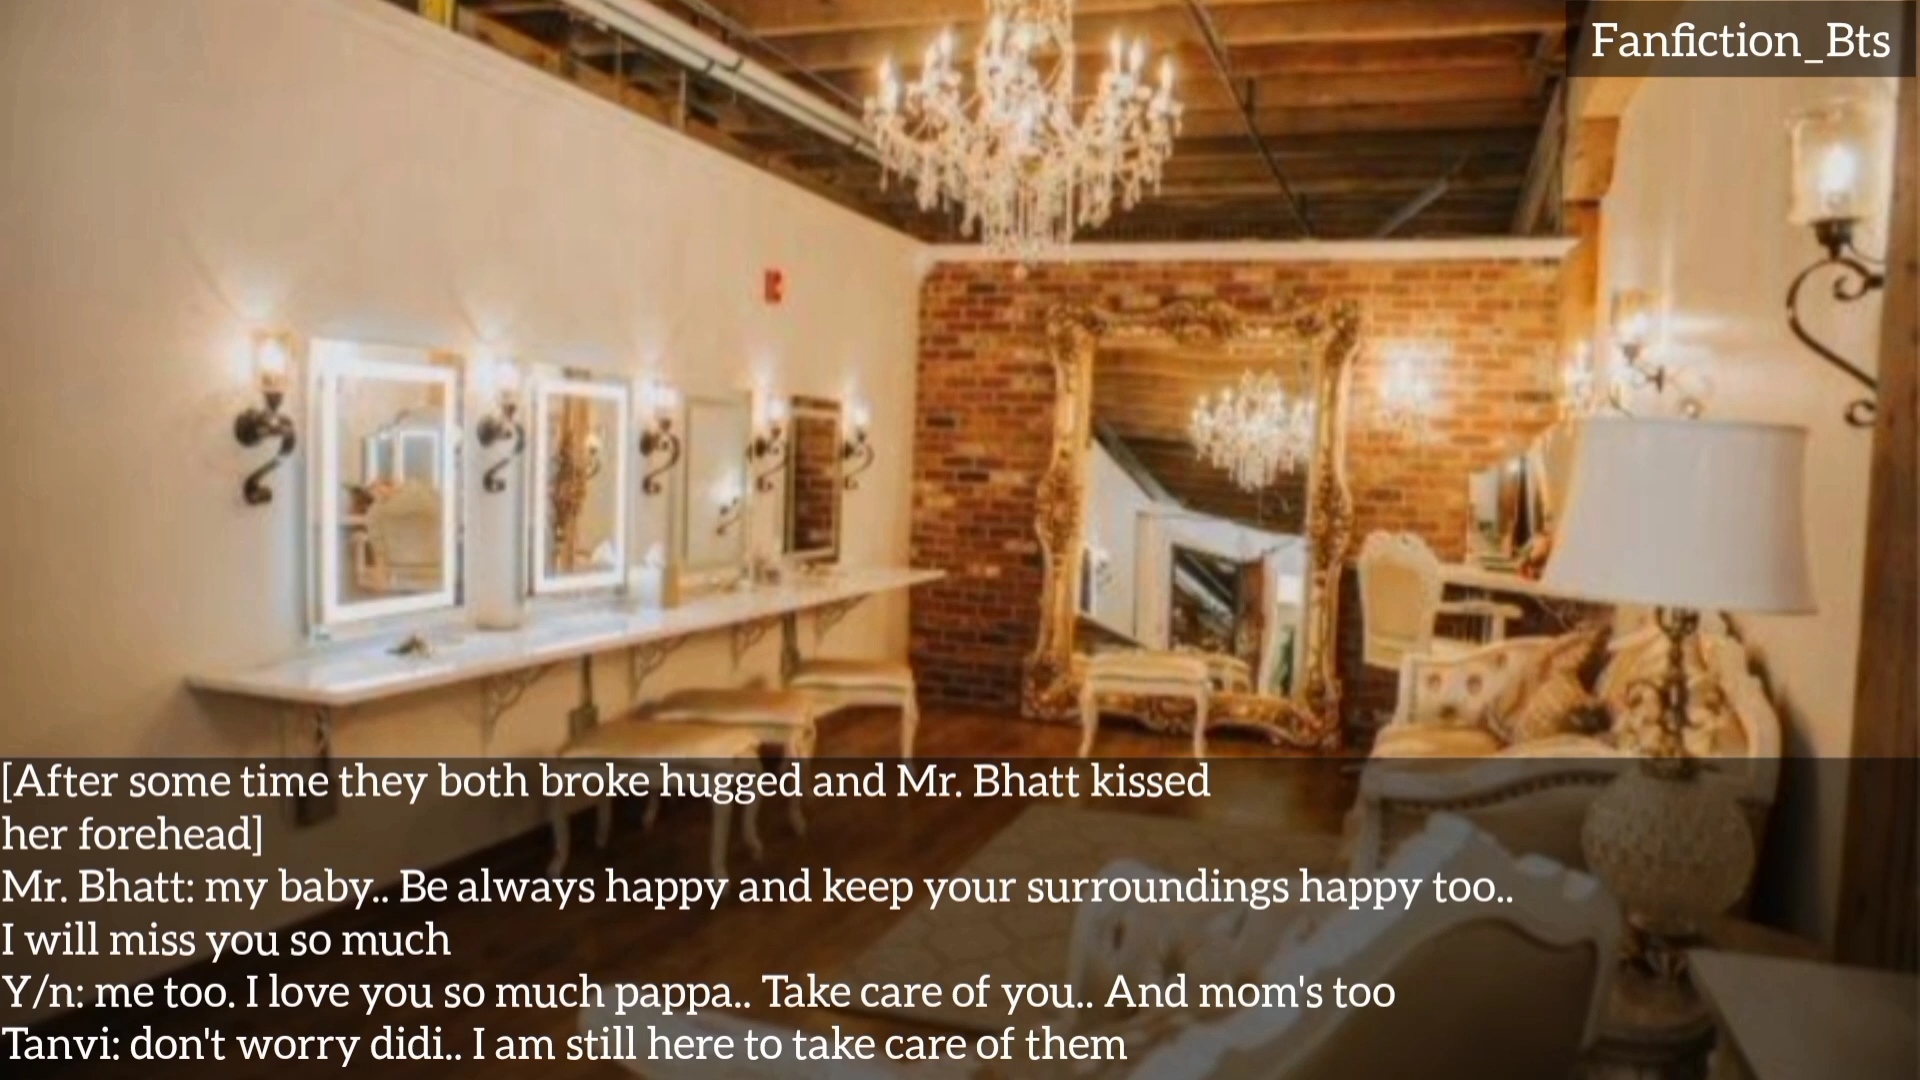 Fanfiction_Bts
[After some time they both broke hugged and Mr. Bhatt kissed
her forehead]
Mr. Bhatt: my baby.. Be always happy and keep your surroundings happy too..
I will miss you so much
Y/n: me too. I love you so much pappa.. Take care of you.. And mom's too
Tanvi: don't worry didi.. I am still here to take care of them